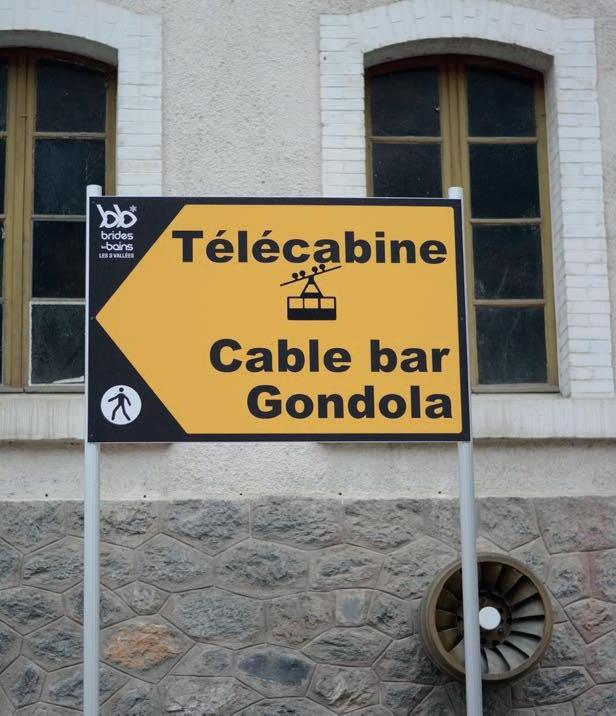 bb*
brides
les bains
LES 3 VALLÉES
Télécabine
Cable bar
Gondola